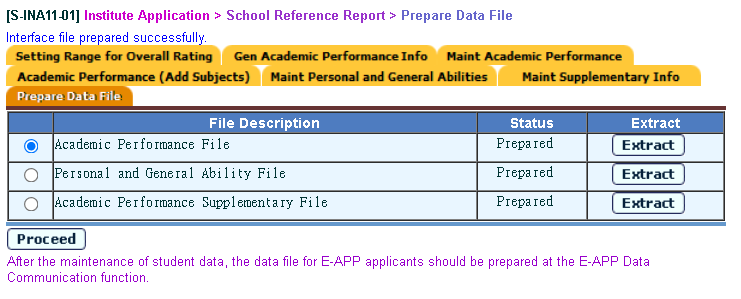 [S-INA11-01] Institute Application > School Reference Report > Prepare Data File
Interface file prepared successfully.
Setting Range for Overall Rating Gen Academic Performance Info Maint Academic Performance
Academic Performance (Add Subjects) Maint Personal and General Abilities Maint Supplementary Info
Prepare Data File
File Description Status Extract
Academic Performance File Prepared Extract
Personal and General Ability File Prepared Extract
Academic Performance Supplementary File Prepared Extract
Proceed
After the maintenance of student data, the data file for E-APP applicants should be prepared at the E-APP Data
Communication function.